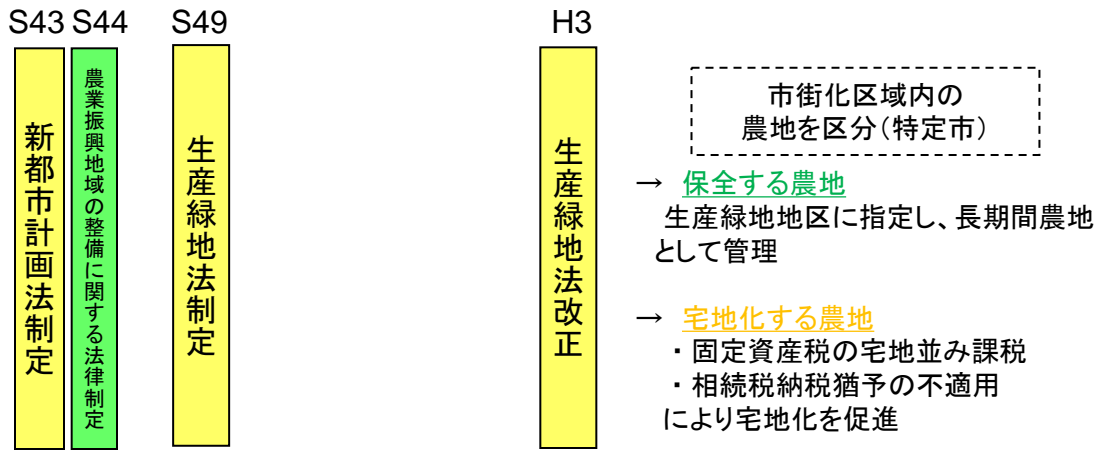 S43
S44
S49
H3
新都市計画法制定
農業振興地域の整備に関する法律制定
生産緑地法制定
生産緑地法改正
市街化区域内の
農地を区分(特定市)
→ 保全する農地
生産緑地地区に指定し、長期間農地
として管理
→ 宅地化する農地
・固定資産税の宅地並み課税
・相続税納税猶予の不適用
により宅地化を促進